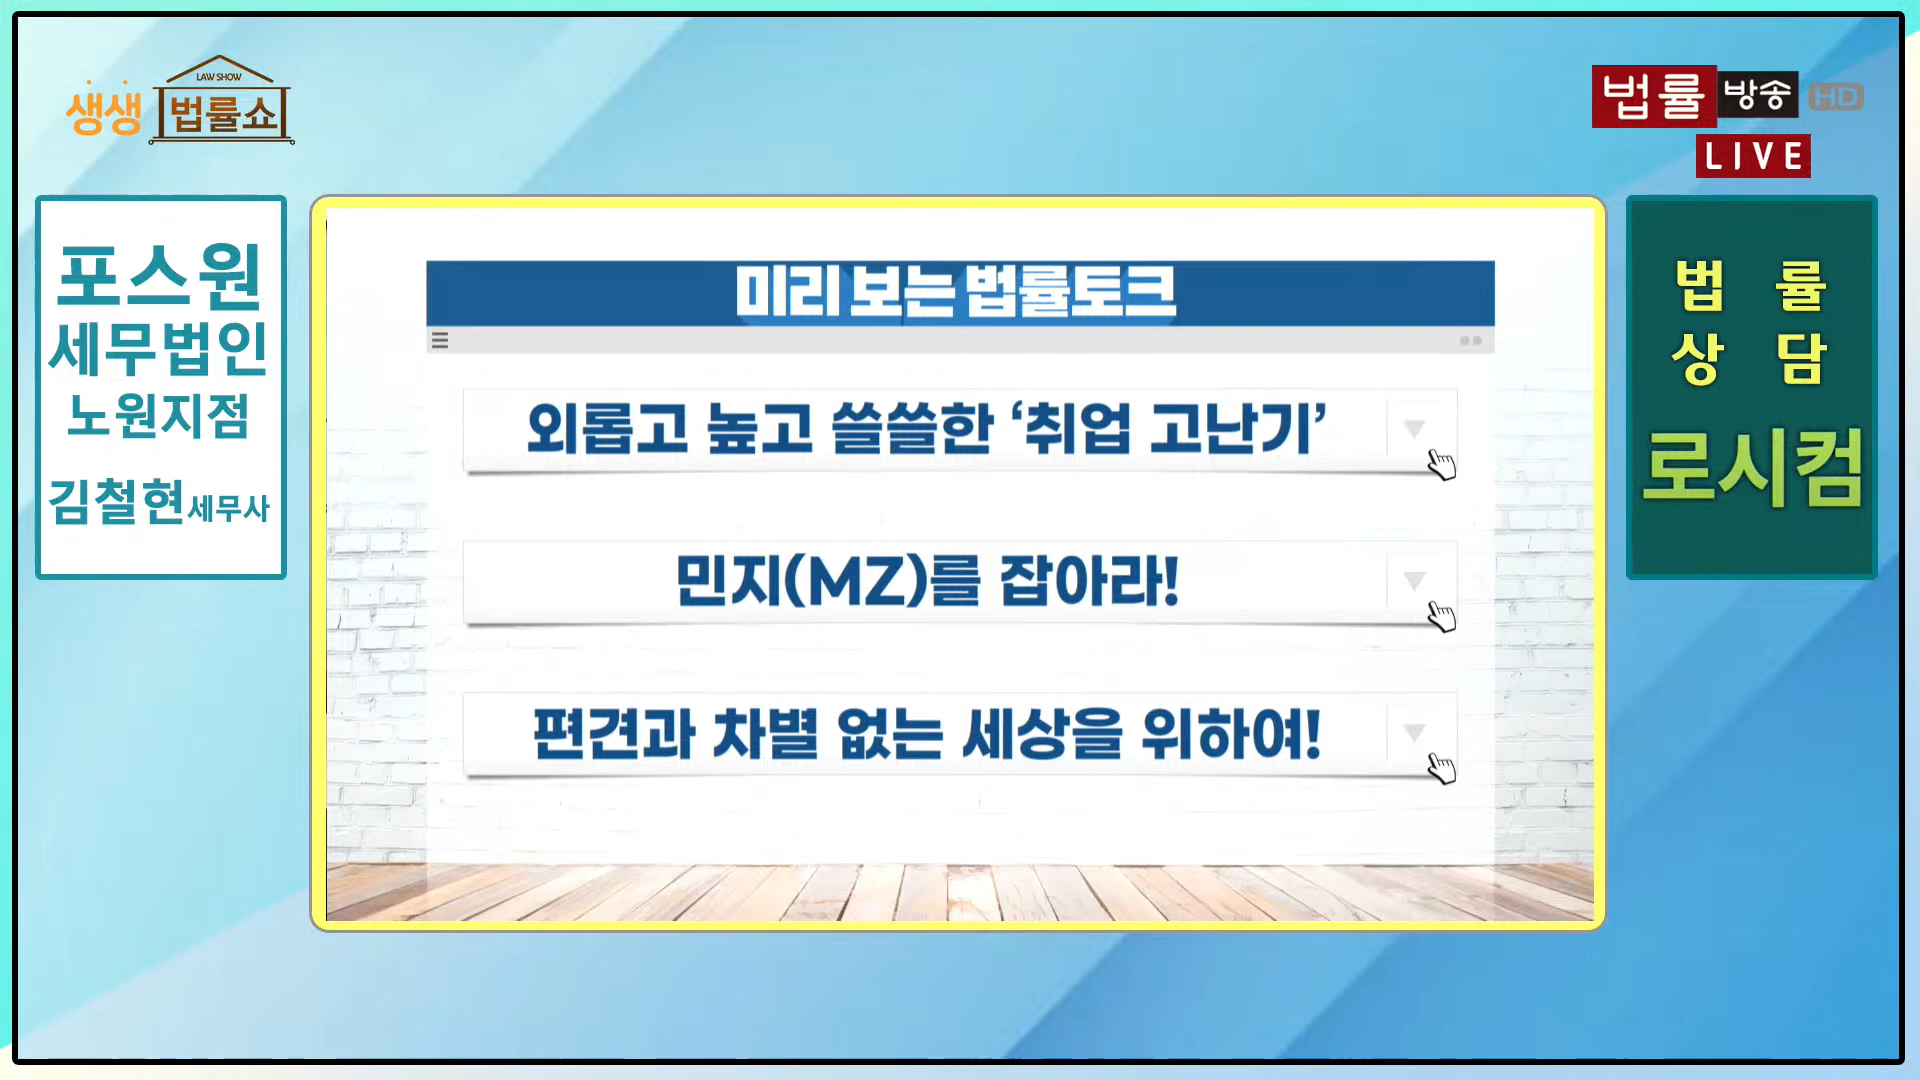 LAW SHOW
생생 법률쇼
법률방송 HD
LIVE
포스원
세무법인
노원지점
김철현세무사
미리 보는 법률토크
외롭고 높고 쓸쓸한 ‘취업 고난기’
민지(MZ)를 잡아라!
편견과 차별 없는 세상을 위하여!
법 률
상 담
로시컴